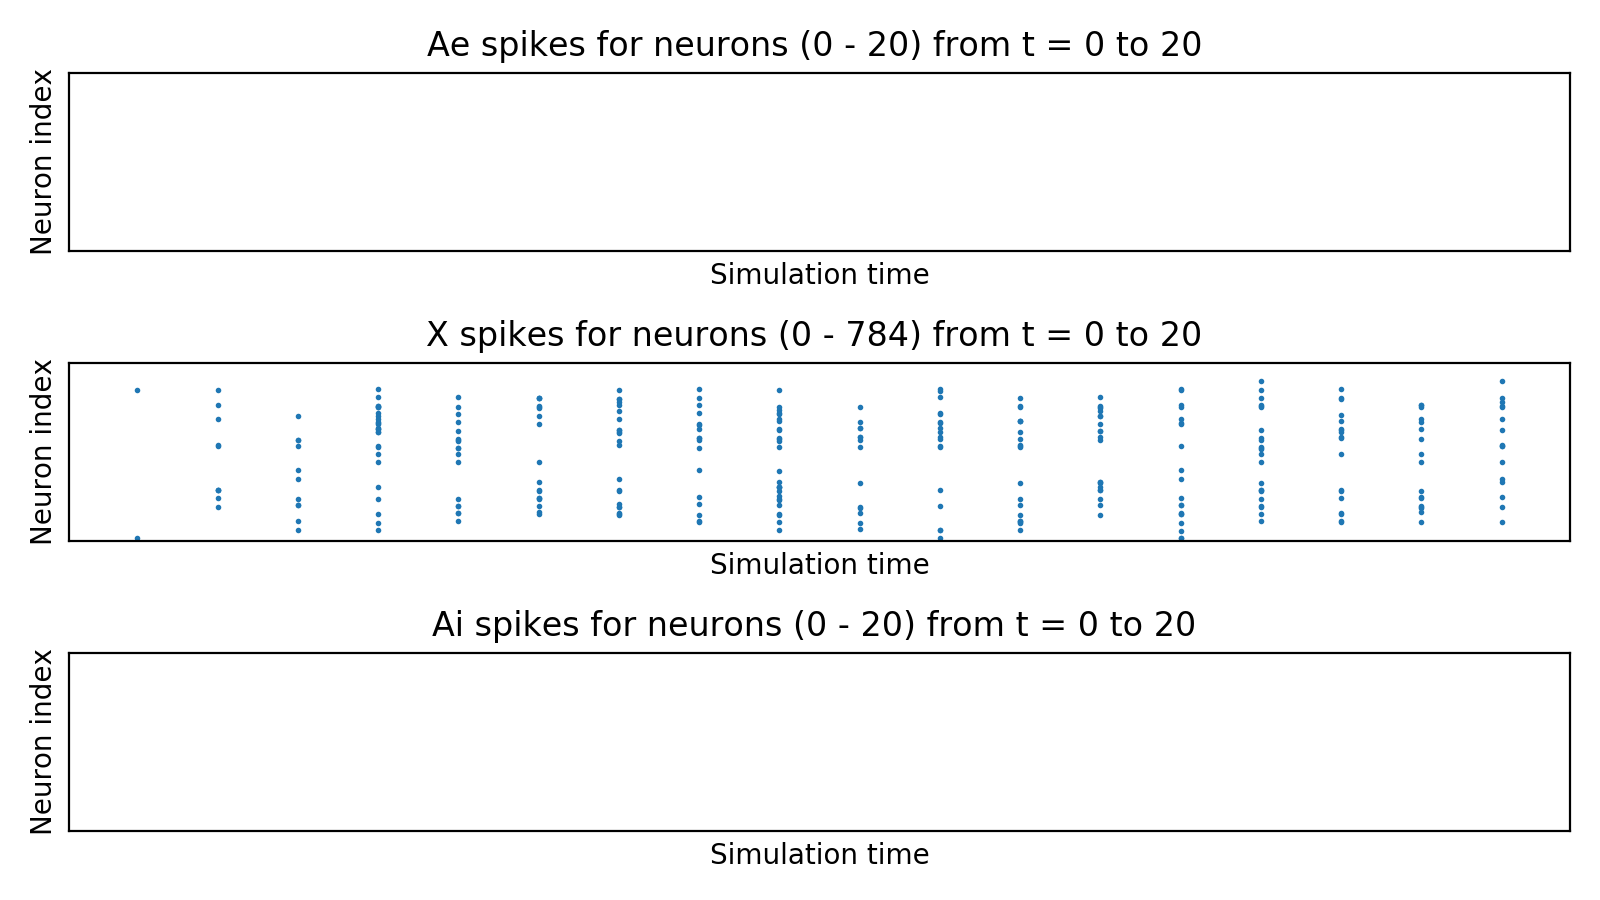 Ae spikes for neurons (0 - 20) from t = 0 to 20
Neuron index
Simulation time
X spikes for neurons (0 - 784) from t = 0 to 20
Neuron index
Simulation time
Ai spikes for neurons (0 - 20) from t = 0 to 20
Neuron index
Simulation time